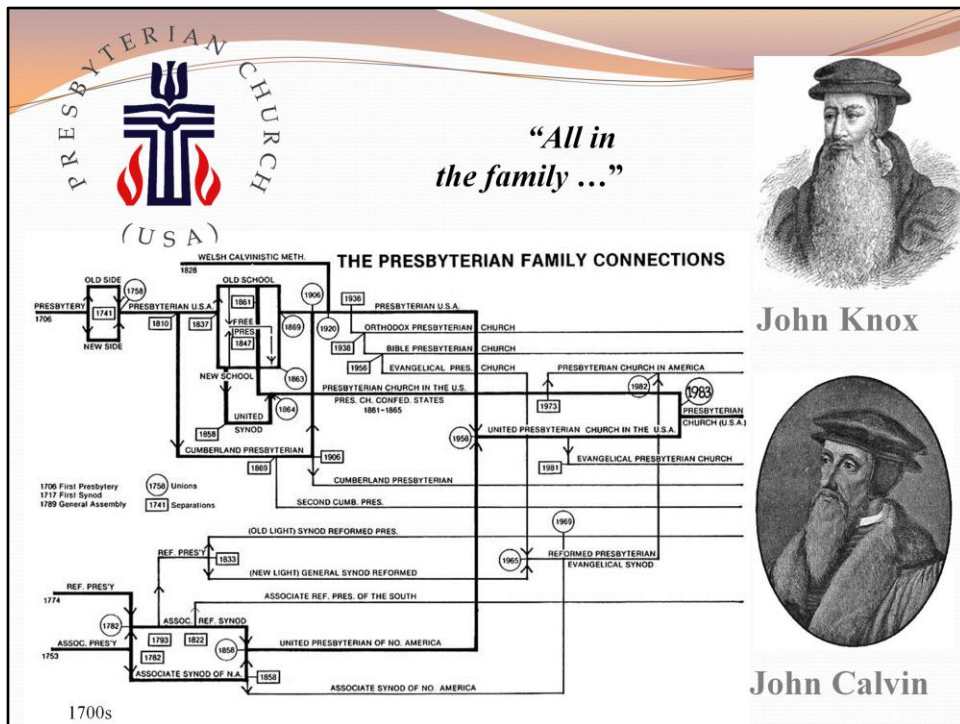 PRESBYTERIAN CHURCH
(USA)
“All in
the family …”
John Knox
THE PRESBYTERIAN FAMILY CONNECTIONS
WELSH CALVINISTIC METH.
1828
OLD SIDE
1758
OLD SCHOOL
1861
1906
1936
PRESBYTERIAN U.S.A.
PRESBYTERY
1706
1741
PRESBYTERIAN U.S.A.
1810
1837
FREE
PRES
1847
1869
1920
ORTHODOX PRESBYTERIAN CHURCH
1938
NEW SIDE
BIBLE PRESBYTERIAN CHURCH
1956
EVANGELICAL PRES. CHURCH
NEW SCHOOL
1863
PRESBYTERIAN CHURCH IN AMERICA
1982
1983
PRESBYTERIAN CHURCH IN THE U.S.
PRES. CH. CONFED. STATES
1861-1865
1973
PRESBYTERIAN
CHURCH (U.S.A.)
1864
UNITED
SYNOD
1858
1958
UNITED PRESBYTERIAN CHURCH IN THE U.S.A.
CUMBERLAND PRESBYTERIAN
1869
1906
1981
EVANGELICAL PRESBYTERIAN CHURCH
CUMBERLAND PRESBYTERIAN
1706 First Presbytery
1717 First Synod
1789 General Assembly
1758 Unions
1741 Separations
SECOND CUMB. PRES.
1969
(OLD LIGHT) SYNOD REFORMED PRES.
REF. PRES'Y
1833
1965
REFORMED PRESBYTERIAN
EVANGELICAL SYNOD
(NEW LIGHT) GENERAL SYNOD REFORMED
REF. PRES'Y
1774
ASSOCIATE REF. PRES. OF THE SOUTH
1782
ASSOC. REF. SYNOD
1793
1822
ASSOC. PRES'Y
1753
1782
1858
UNITED PRESBYTERIAN OF NO. AMERICA
ASSOCIATE SYNOD OF N.A.
1858
ASSOCIATE SYNOD OF NO. AMERICA
John Calvin
1700s